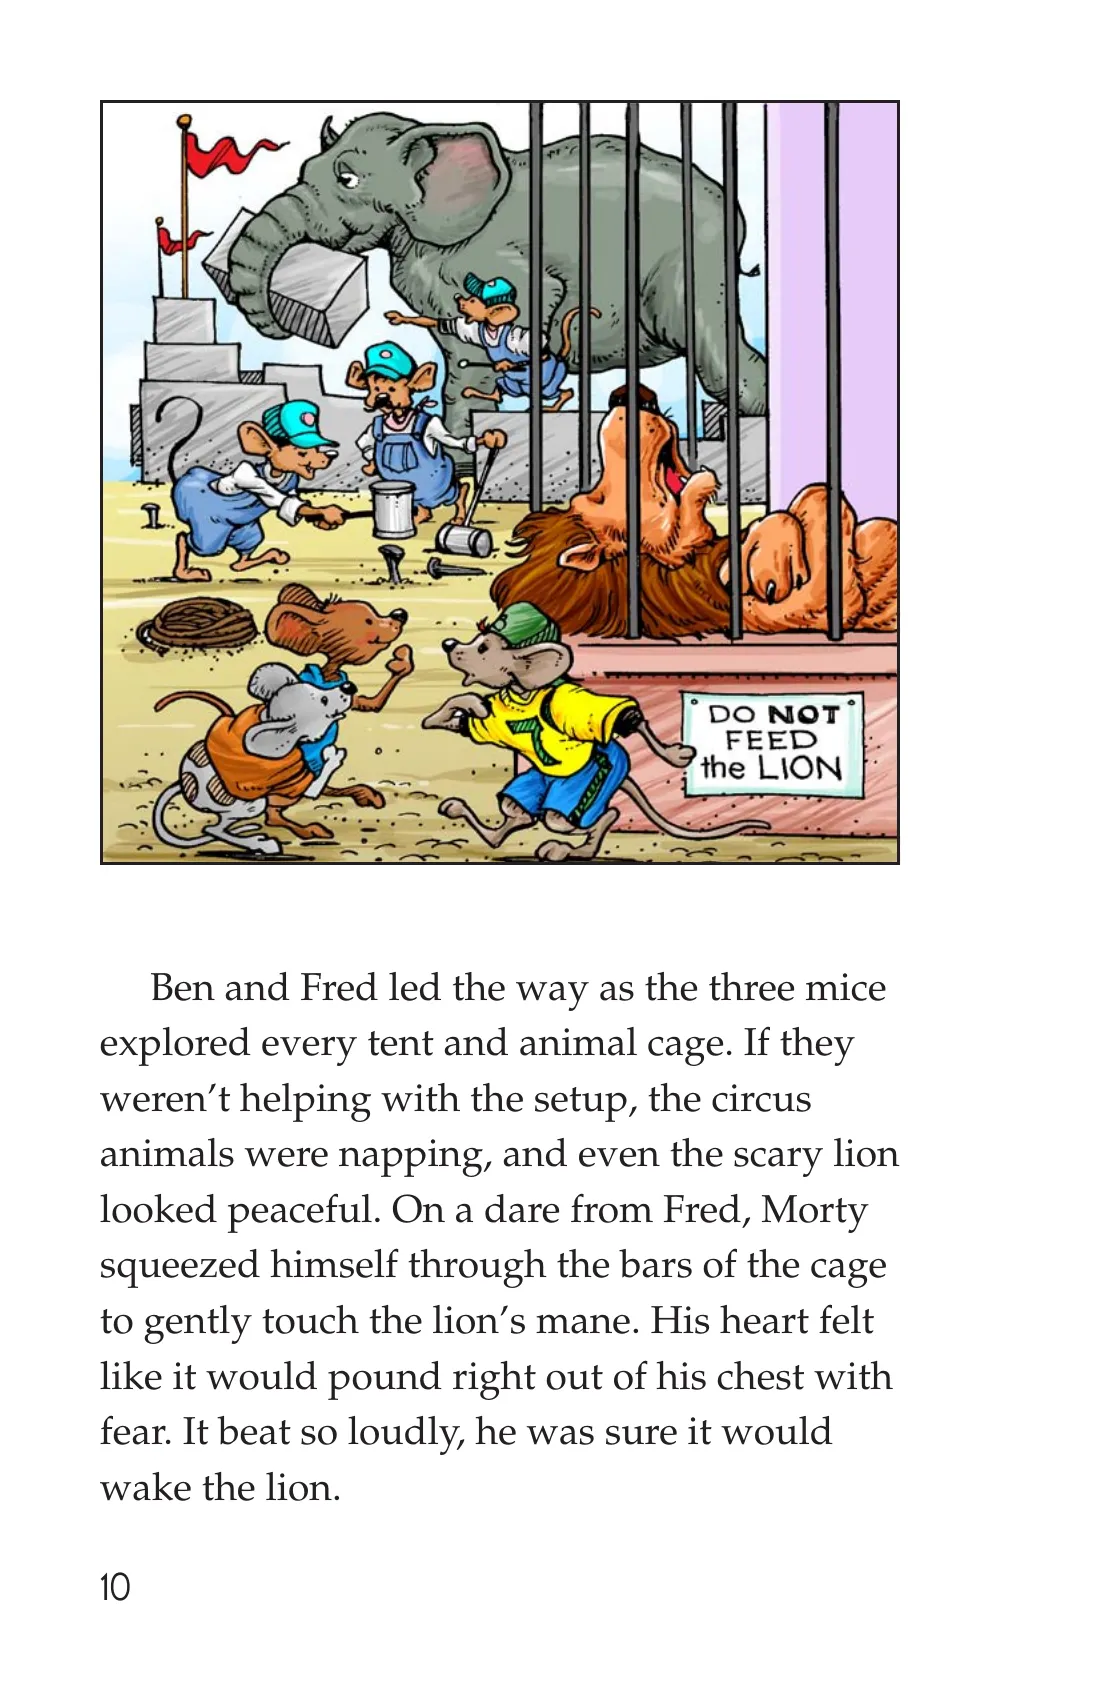 DO NOT
FEED
the LION
Ben and Fred led the way as the three mice
explored every tent and animal cage. If they
weren’t helping with the setup, the circus
animals were napping, and even the scary lion
looked peaceful. On a dare from Fred, Morty
squeezed himself through the bars of the cage
to gently touch the lion’s mane. His heart felt
like it would pound right out of his chest with
fear. It beat so loudly, he was sure it would
wake the lion.
10